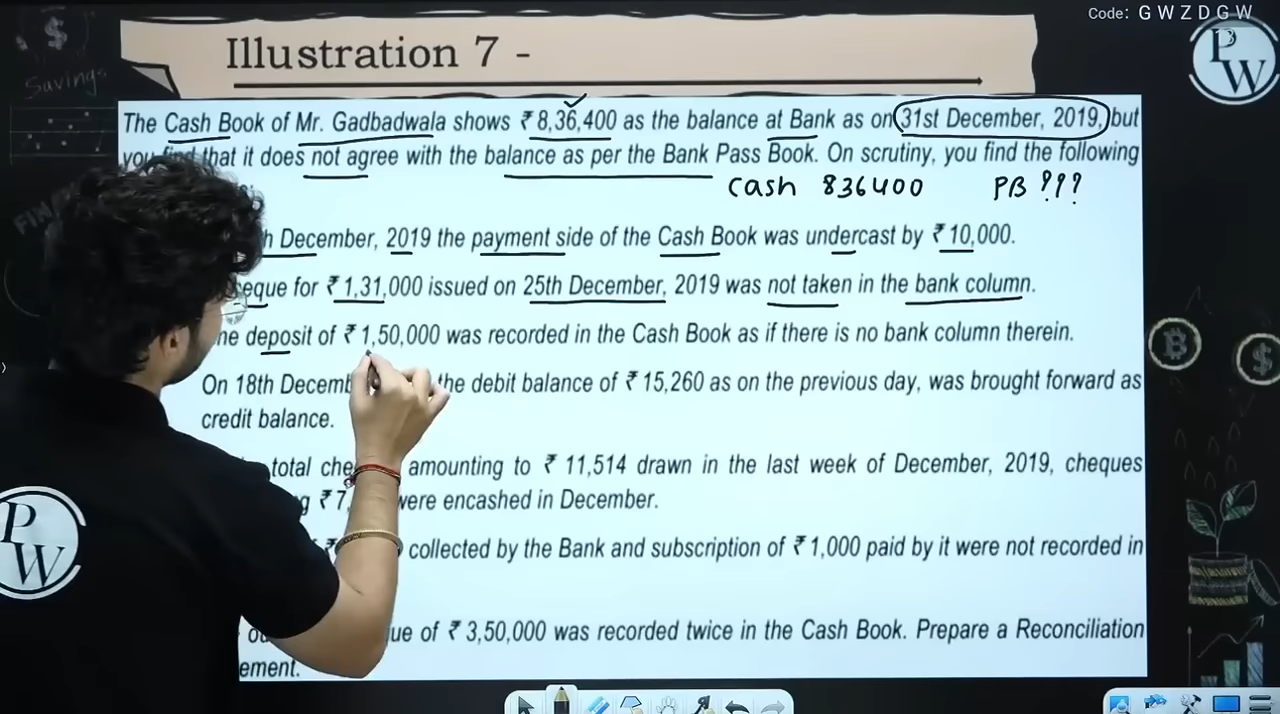 Code: G W Z D G W
Illustration 7 -
Savings
P W
The Cash Book of Mr. Gadbadwala shows ₹ 8,36,400 as the balance at Bank as on 31st December, 2019, but
you find that it does not agree with the balance as per the Bank Pass Book. On scrutiny, you find the following
Cash 836400 PB ???
December, 2019 the payment side of the Cash Book was undercast by ₹ 10,000.
for ₹ 1,31,000 issued on 25th December, 2019 was not taken in the bank column.
deposit of ₹ 1,50,000 was recorded in the Cash Book as if there is no bank column therein.
On 18th the debit balance of ₹ 15,260 as on the previous day, was brought forward as
credit balance.
total amounting to ₹ 11,514 drawn in the last week of December, 2019, cheques
were encashed in December.
collected by the Bank and subscription of ₹ 1,000 paid by it were not recorded in
of ₹ 3,50,000 was recorded twice in the Cash Book. Prepare a Reconciliation
P W